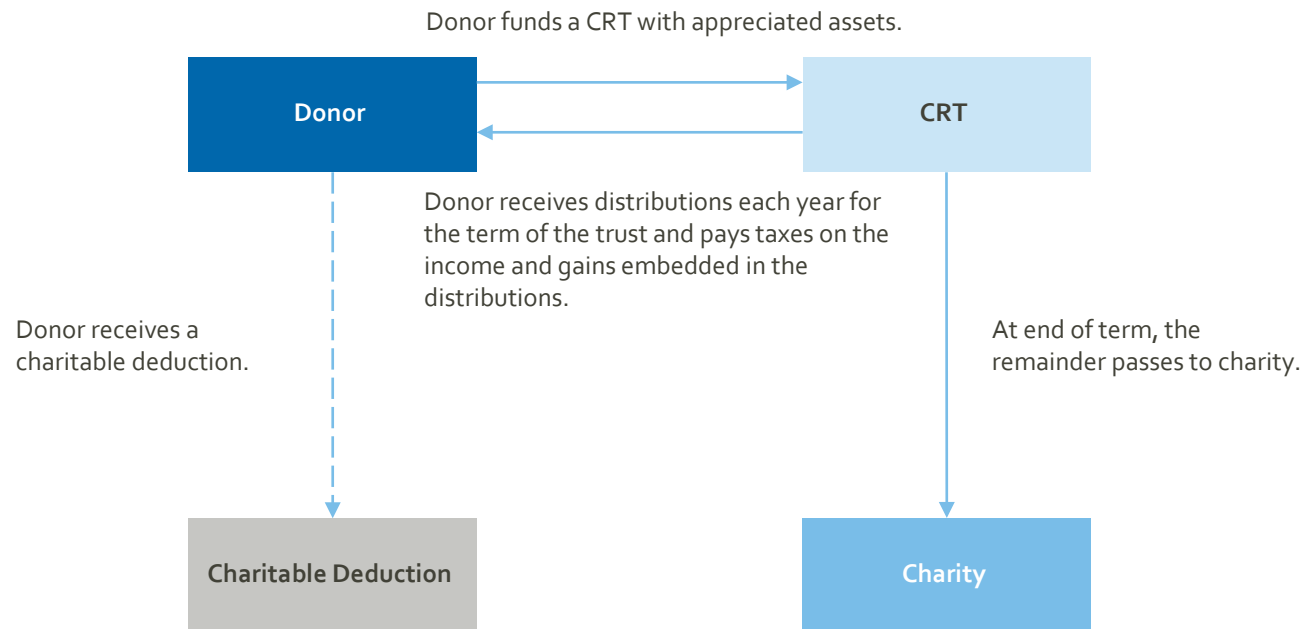 Donor funds a CRT with appreciated assets.
Donor
CRT
Donor receives distributions each year for
the term of the trust and pays taxes on the
income and gains embedded in the
distributions.
Donor receives a
charitable deduction.
At end of term, the
remainder passes to charity.
Charitable Deduction
Charity